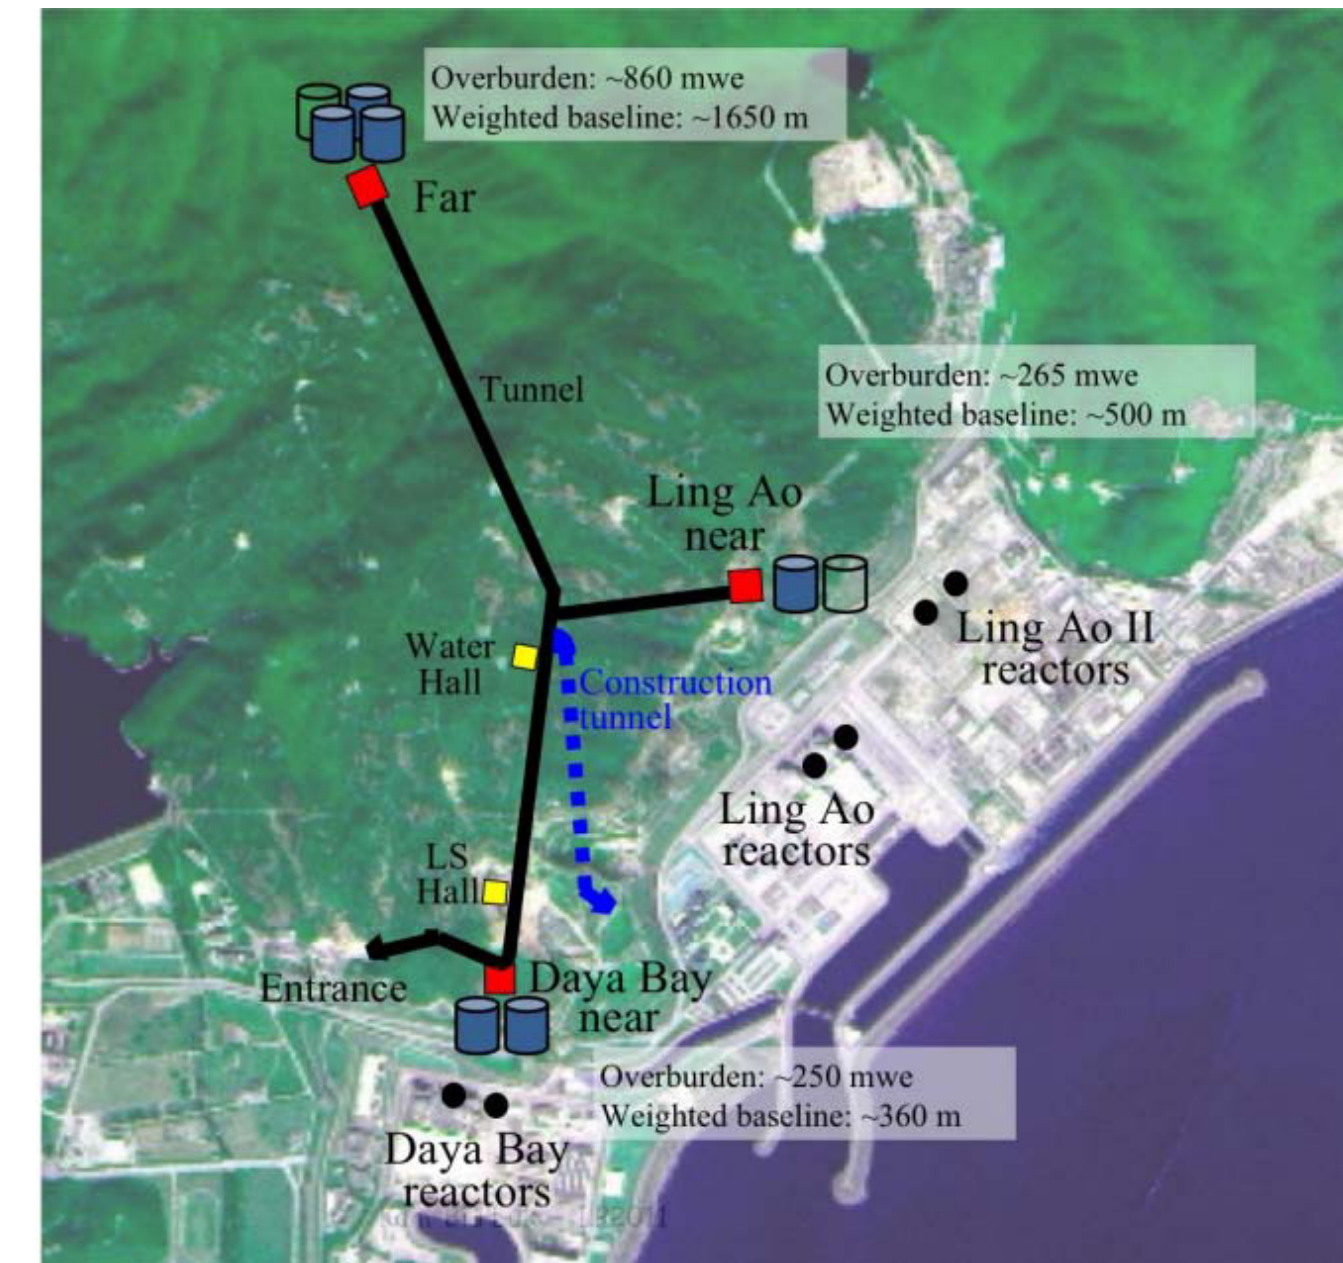 Overburden: ~860 mwe
Weighted baseline: ~1650 m
Far
Tunnel
Overburden: ~265 mwe
Weighted baseline: ~500 m
Ling Ao
near
Ling Ao II
reactors
Water
Hall
Construction
tunnel
Ling Ao
reactors
LS
Hall
Entrance
Daya Bay
near
Overburden: ~250 mwe
Weighted baseline: ~360 m
Daya Bay
reactors